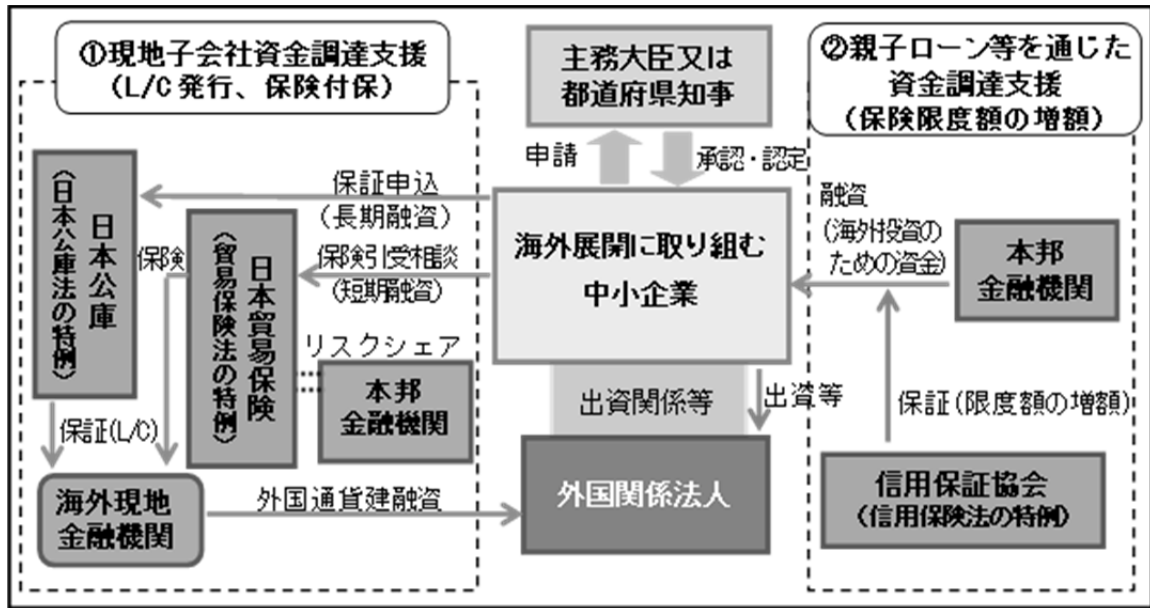 ①現地子会社資金調達支援
(L/C発行、保険付保)
主務大臣又は
都道府県知事
②親子ローン等を通じた
資金調達支援
(保険限度額の増額)
申請
承認・認定
日本公庫
(日本公庫法の特例)
保証申込
(長期融資)
保険
日本貿易保険
(貿易保険法の特例)
保険引受相談
(短期融資)
海外展開に取り組む
中小企業
融資
(海外投資の
ための資金)
本邦
金融機関
リスクシェア
本邦
金融機関
出資関係等
出資等
保証(限度額の増額)
保証(L/C)
海外現地
金融機関
外国通貨建融資
外国関係法人
信用保証協会
(信用保険法の特例)